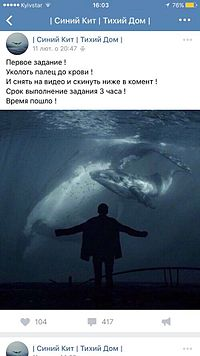 Kyivstar 16:03 76%
| Синий Кит | Тихий Дом |
| Синий Кит | Тихий Дом |
11 лют. о 20:47
Первое задание !
Уколоть палец до крови !
И снять на видео и скинуть ниже в комент !
Срок выполнение задания 3 часа !
Время пошло !
104 417
| Синий Кит | Тихий Дом |